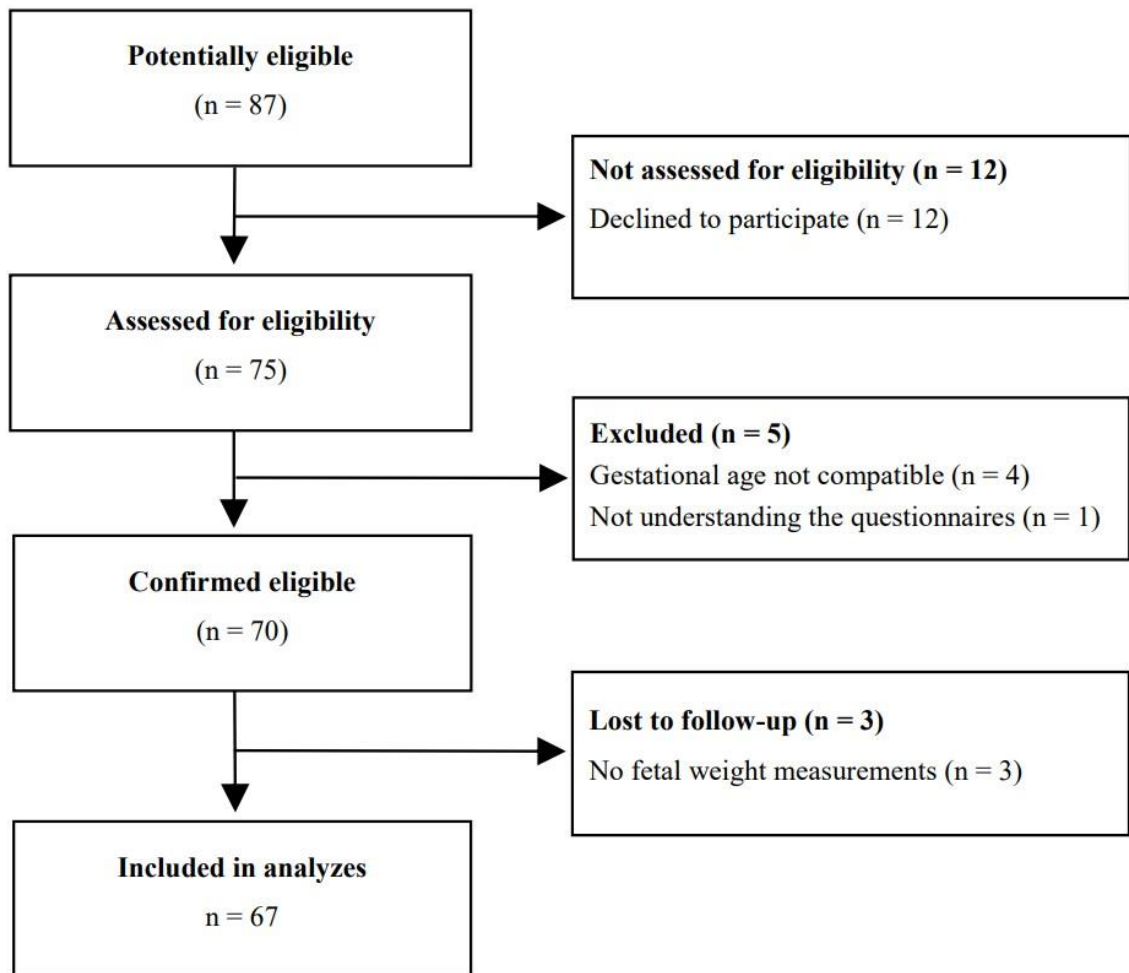 Potentially eligible
(n = 87)
Not assessed for eligibility (n = 12)
Declined to participate (n = 12)
Assessed for eligibility
(n = 75)
Excluded (n = 5)
Gestational age not compatible (n = 4)
Not understanding the questionnaires (n = 1)
Confirmed eligible
(n = 70)
Lost to follow-up (n = 3)
No fetal weight measurements (n = 3)
Included in analyzes
n = 67